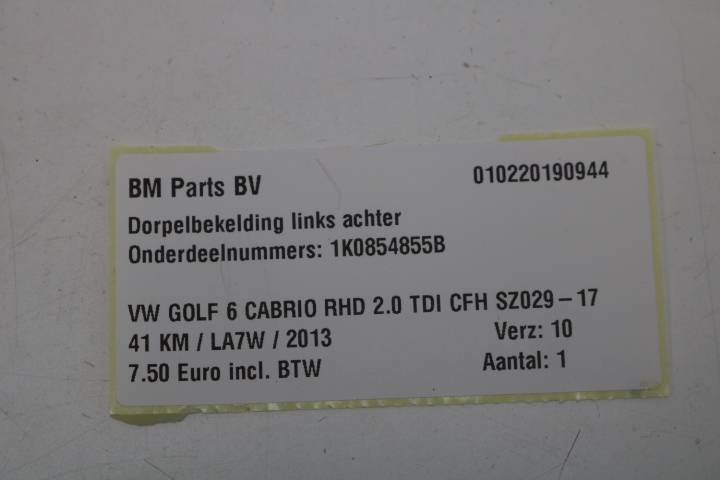 BM Parts BV 010220190944
Dorpelbekelding links achter
Onderdeelnummers: 1K0854855B
VW GOLF 6 CABRIO RHD 2.0 TDI CFH SZ029-17
41 KM / LA7W / 2013 Verz: 10
7.50 Euro incl. BTW Aantal: 1